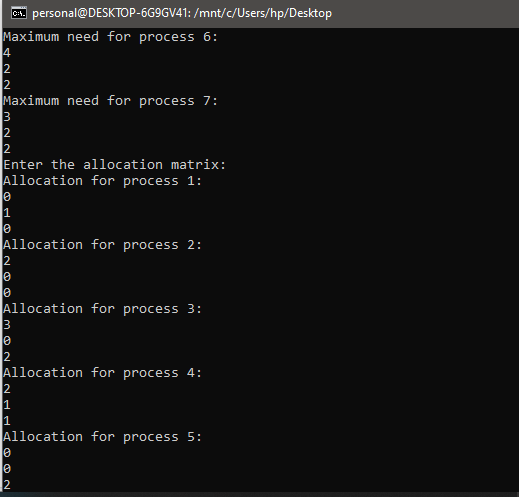 personal@DESKTOP-6G9GV41: /mnt/c/Users/hp/Desktop
Maximum need for process 6:
4
2
2
Maximum need for process 7:
3
2
2
Enter the allocation matrix:
Allocation for process 1:
0
1
0
Allocation for process 2:
2
0
0
Allocation for process 3:
3
0
2
Allocation for process 4:
2
1
1
Allocation for process 5:
0
0
2